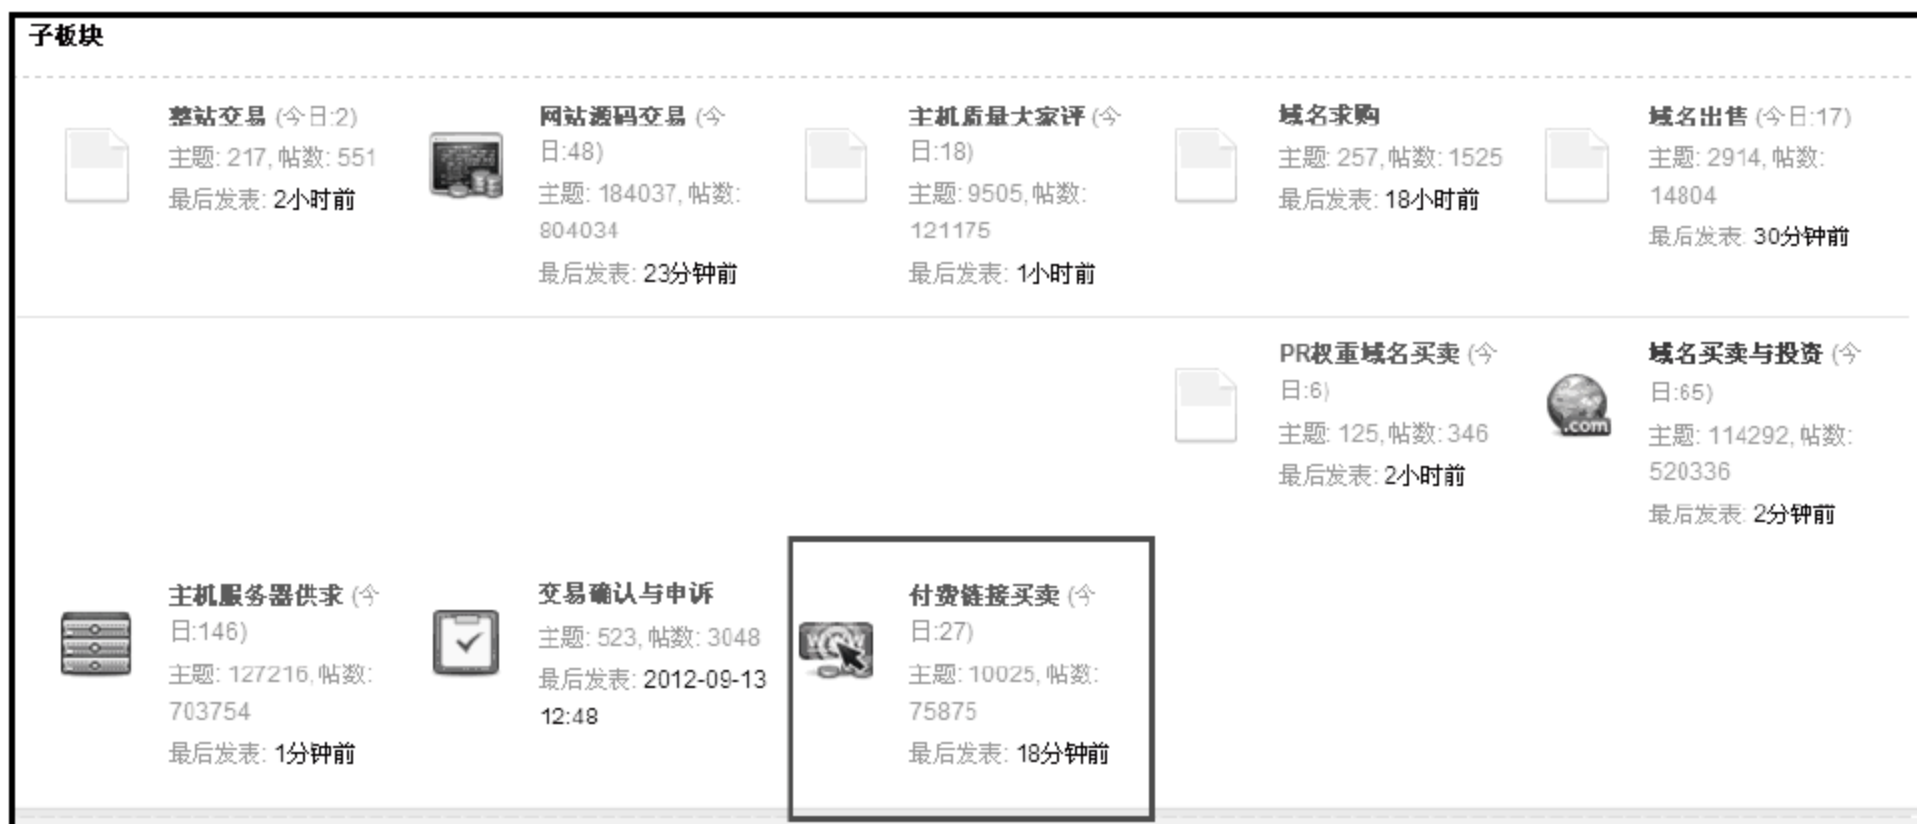 子板块
整站交易 (今日:2)
主题: 217, 帖数: 551
最后发表: 2小时前
网站源码交易 (今
日:48)
主题: 184037, 帖数:
804034
最后发表: 23分钟前
主机质量大家评 (今
日:18)
主题: 9505, 帖数:
121175
最后发表: 1小时前
域名求购
主题: 257, 帖数: 1525
最后发表: 18小时前
域名出售 (今日:17)
主题: 2914, 帖数:
14804
最后发表: 30分钟前
PR权重域名买卖 (今
日:6)
主题: 125, 帖数: 346
最后发表: 2小时前
.com
域名买卖与投资 (今
日:65)
主题: 114292, 帖数:
520336
最后发表: 2分钟前
主机服务器供求 (今
日:146)
主题: 127216, 帖数:
703754
最后发表: 1分钟前
交易确认与申诉
主题: 523, 帖数: 3048
最后发表: 2012-09-13
12:48
付费链接买卖 (今
日:27)
主题: 10025, 帖数:
75875
最后发表: 18分钟前